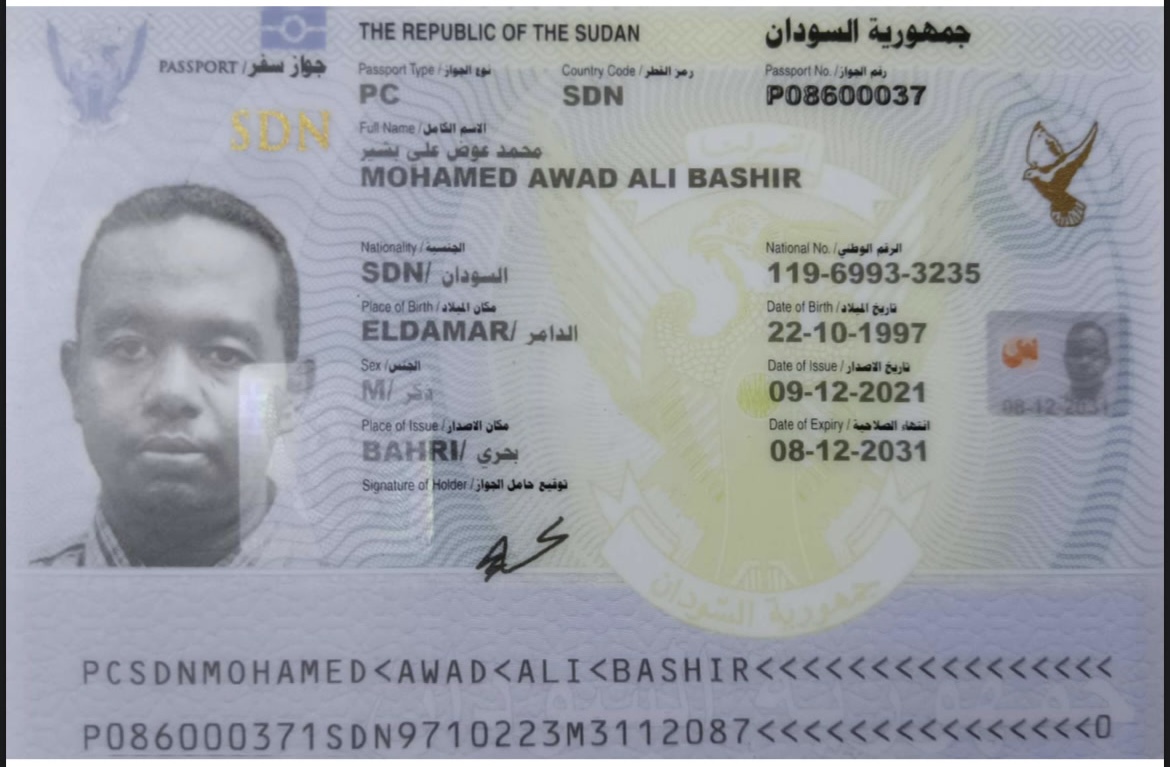 THE REPUBLIC OF THE SUDAN جمهورية السودان
PASSPORT / جواز سفر
SDN
Passport Type / نوع الجواز Country Code / رمز القطر Passport No. / رقم الجواز
PC SDN P08600037
Full Name / الاسم الكامل
محمد عوض على بشير
MOHAMED AWAD ALI BASHIR
Nationality / الجنسية National No. / الرقم الوطني
SDN/ السودان 119-6993-3235
Place of Birth / مكان الميلاد Date of Birth / تاريخ الميلاد
ELDAMAR/ الدامر 22-10-1997
Sex / الجنس Date of Issue / تاريخ الاصدار
M/ ذكر 09-12-2021
Place of Issue / مكان الاصدار Date of Expiry / انتهاء الصلاحية
BAHRI/ بحري 08-12-2031
Signature of Holder / توقيع حامل الجواز
08-12-2031
جمهورية السودان
PCSDNMOHAMED<AWAD<ALI<BASHIR<<<<<<<<<<<<<<<<
P086000371SDN9710223M3112087<<<<<<<<<<<<<<<0